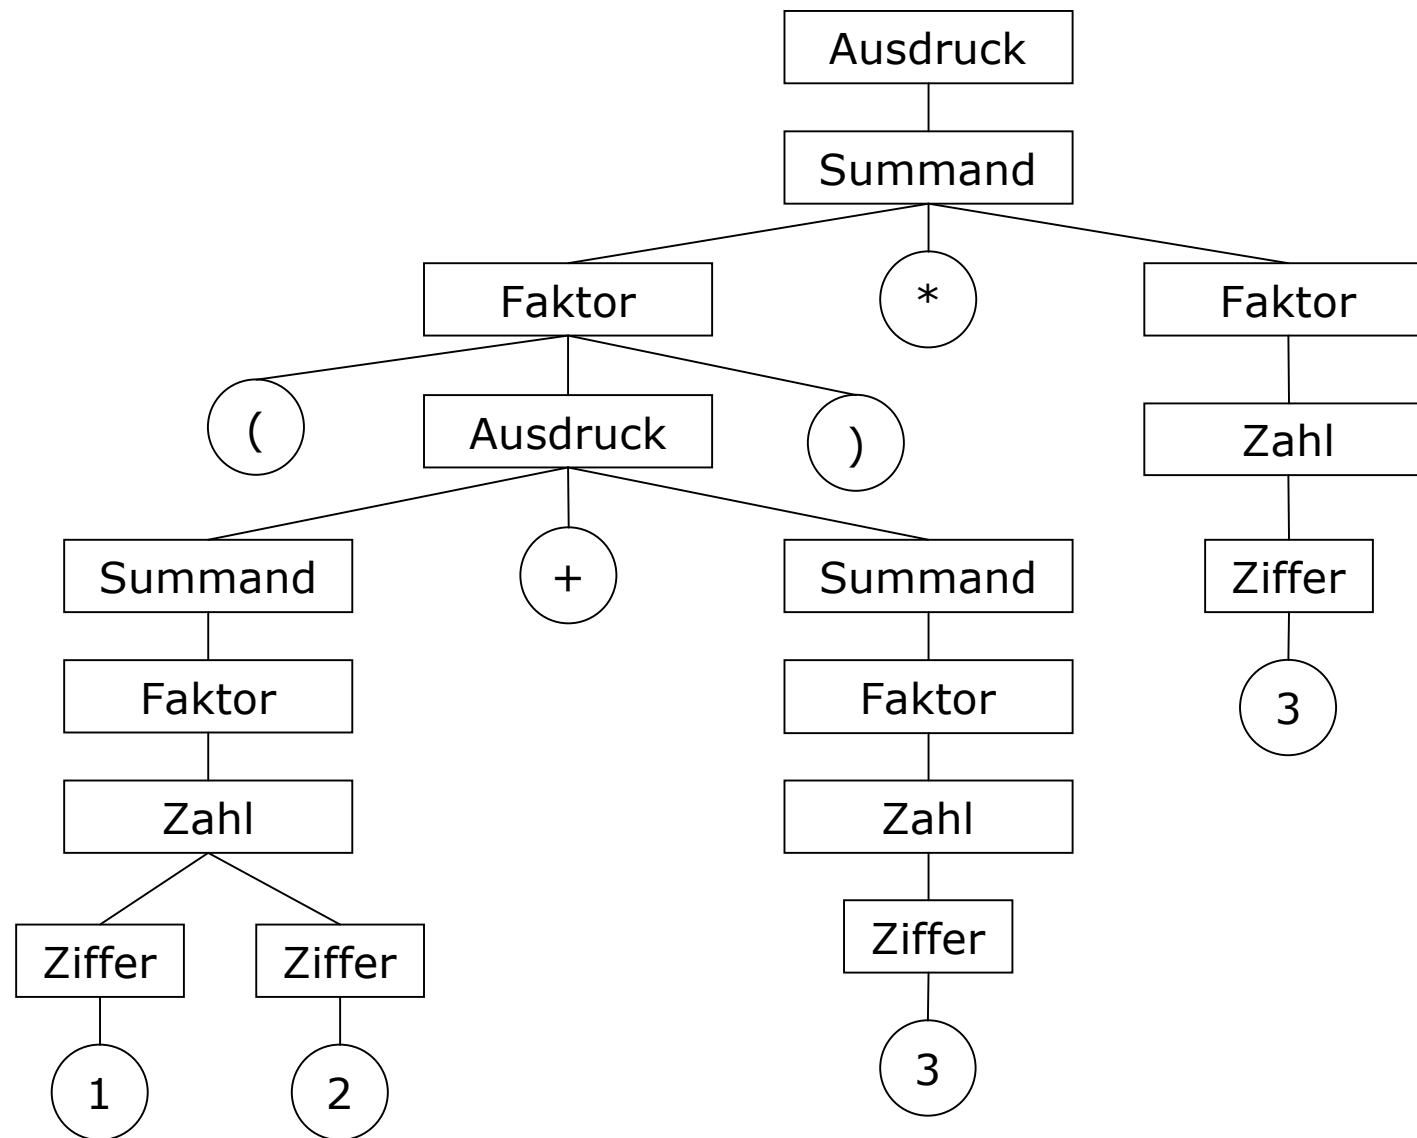 Ausdruck
Summand
Faktor * Faktor
( Ausdruck ) Zahl
Summand + Summand Ziffer
Faktor Faktor 3
Zahl Zahl
Ziffer Ziffer Ziffer
1 2 3